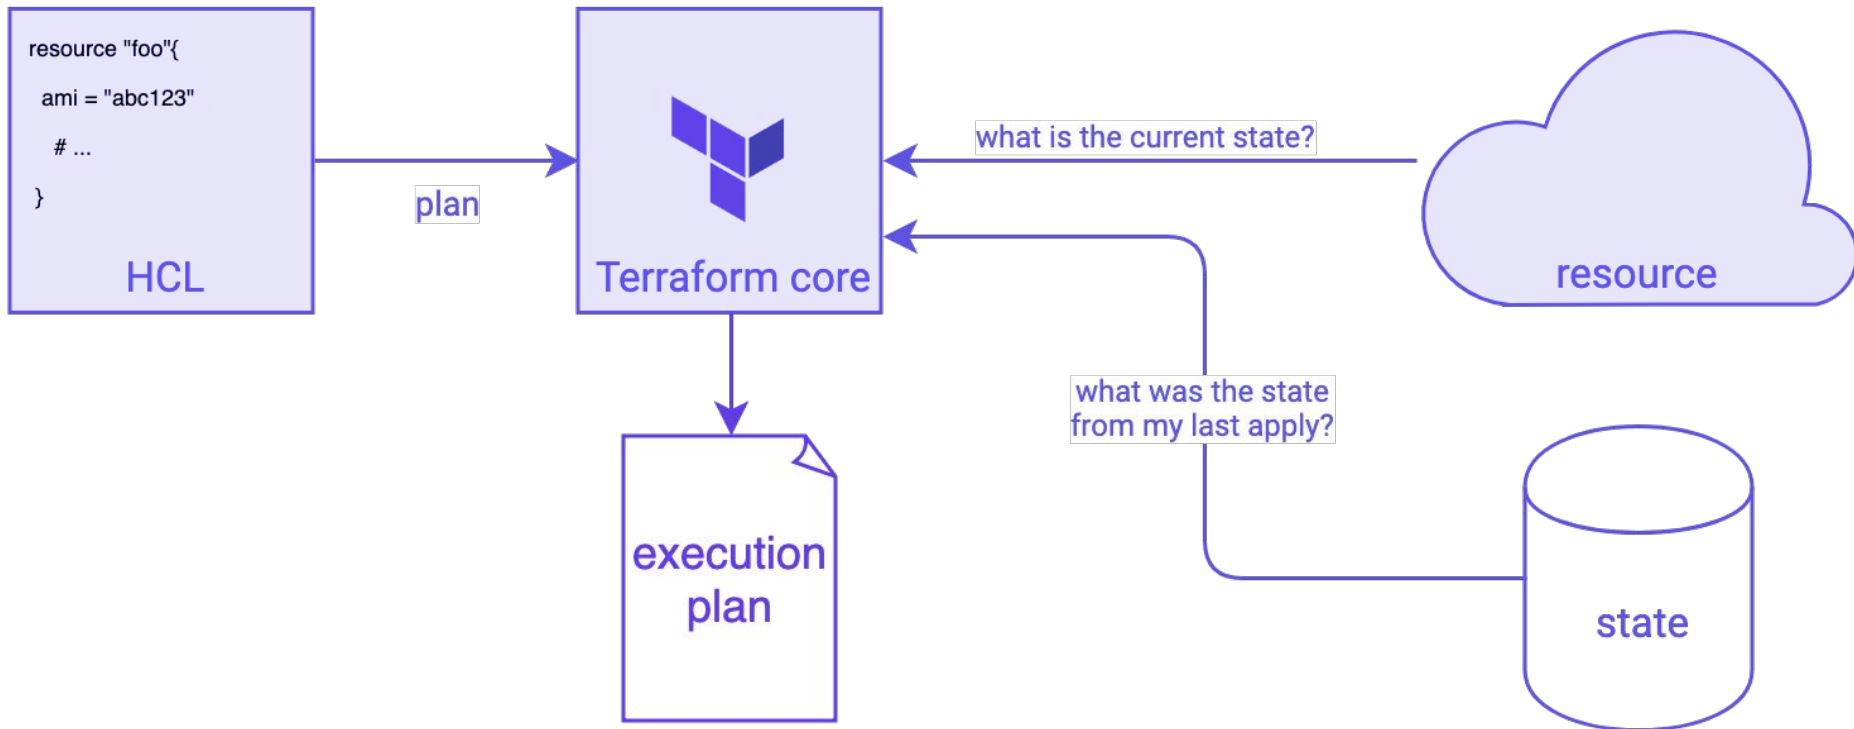 resource "foo"{
ami = "abc123"
# ...
}
HCL
plan
Terraform core
what is the current state?
resource
what was the state
from my last apply?
execution
plan
state